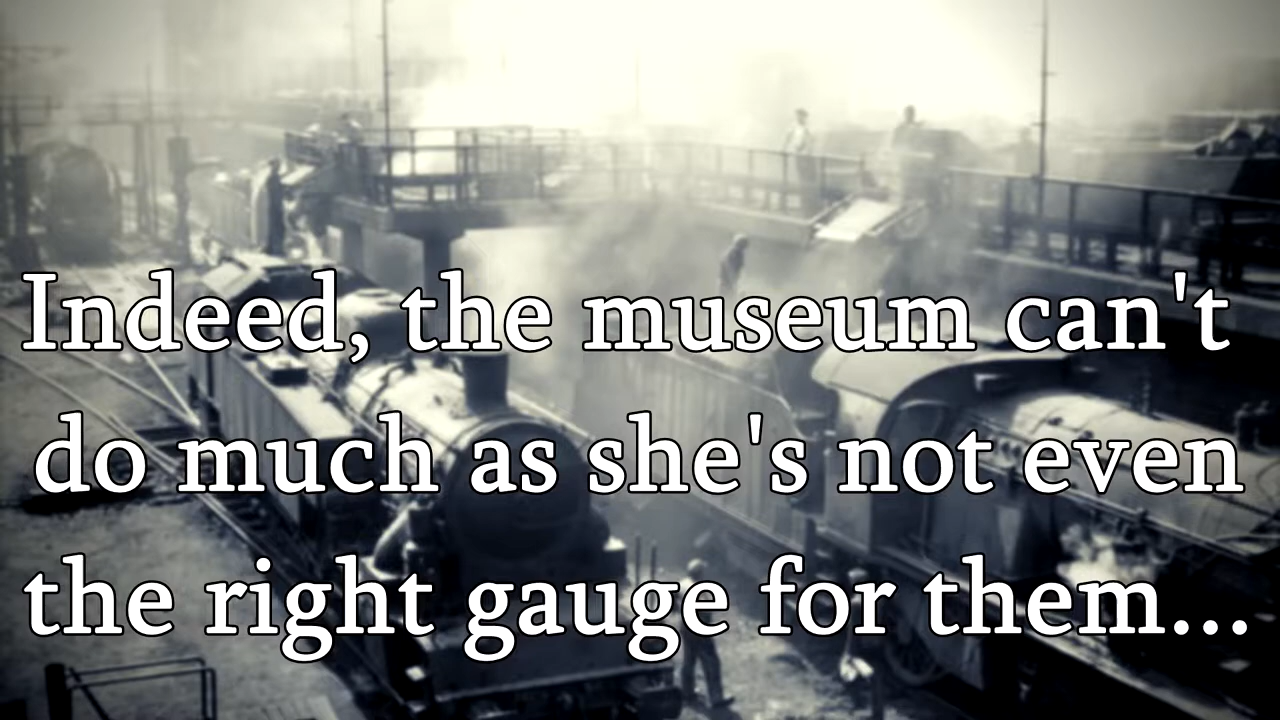 Indeed, the museum can't
do much as she's not even
the right gauge for them...